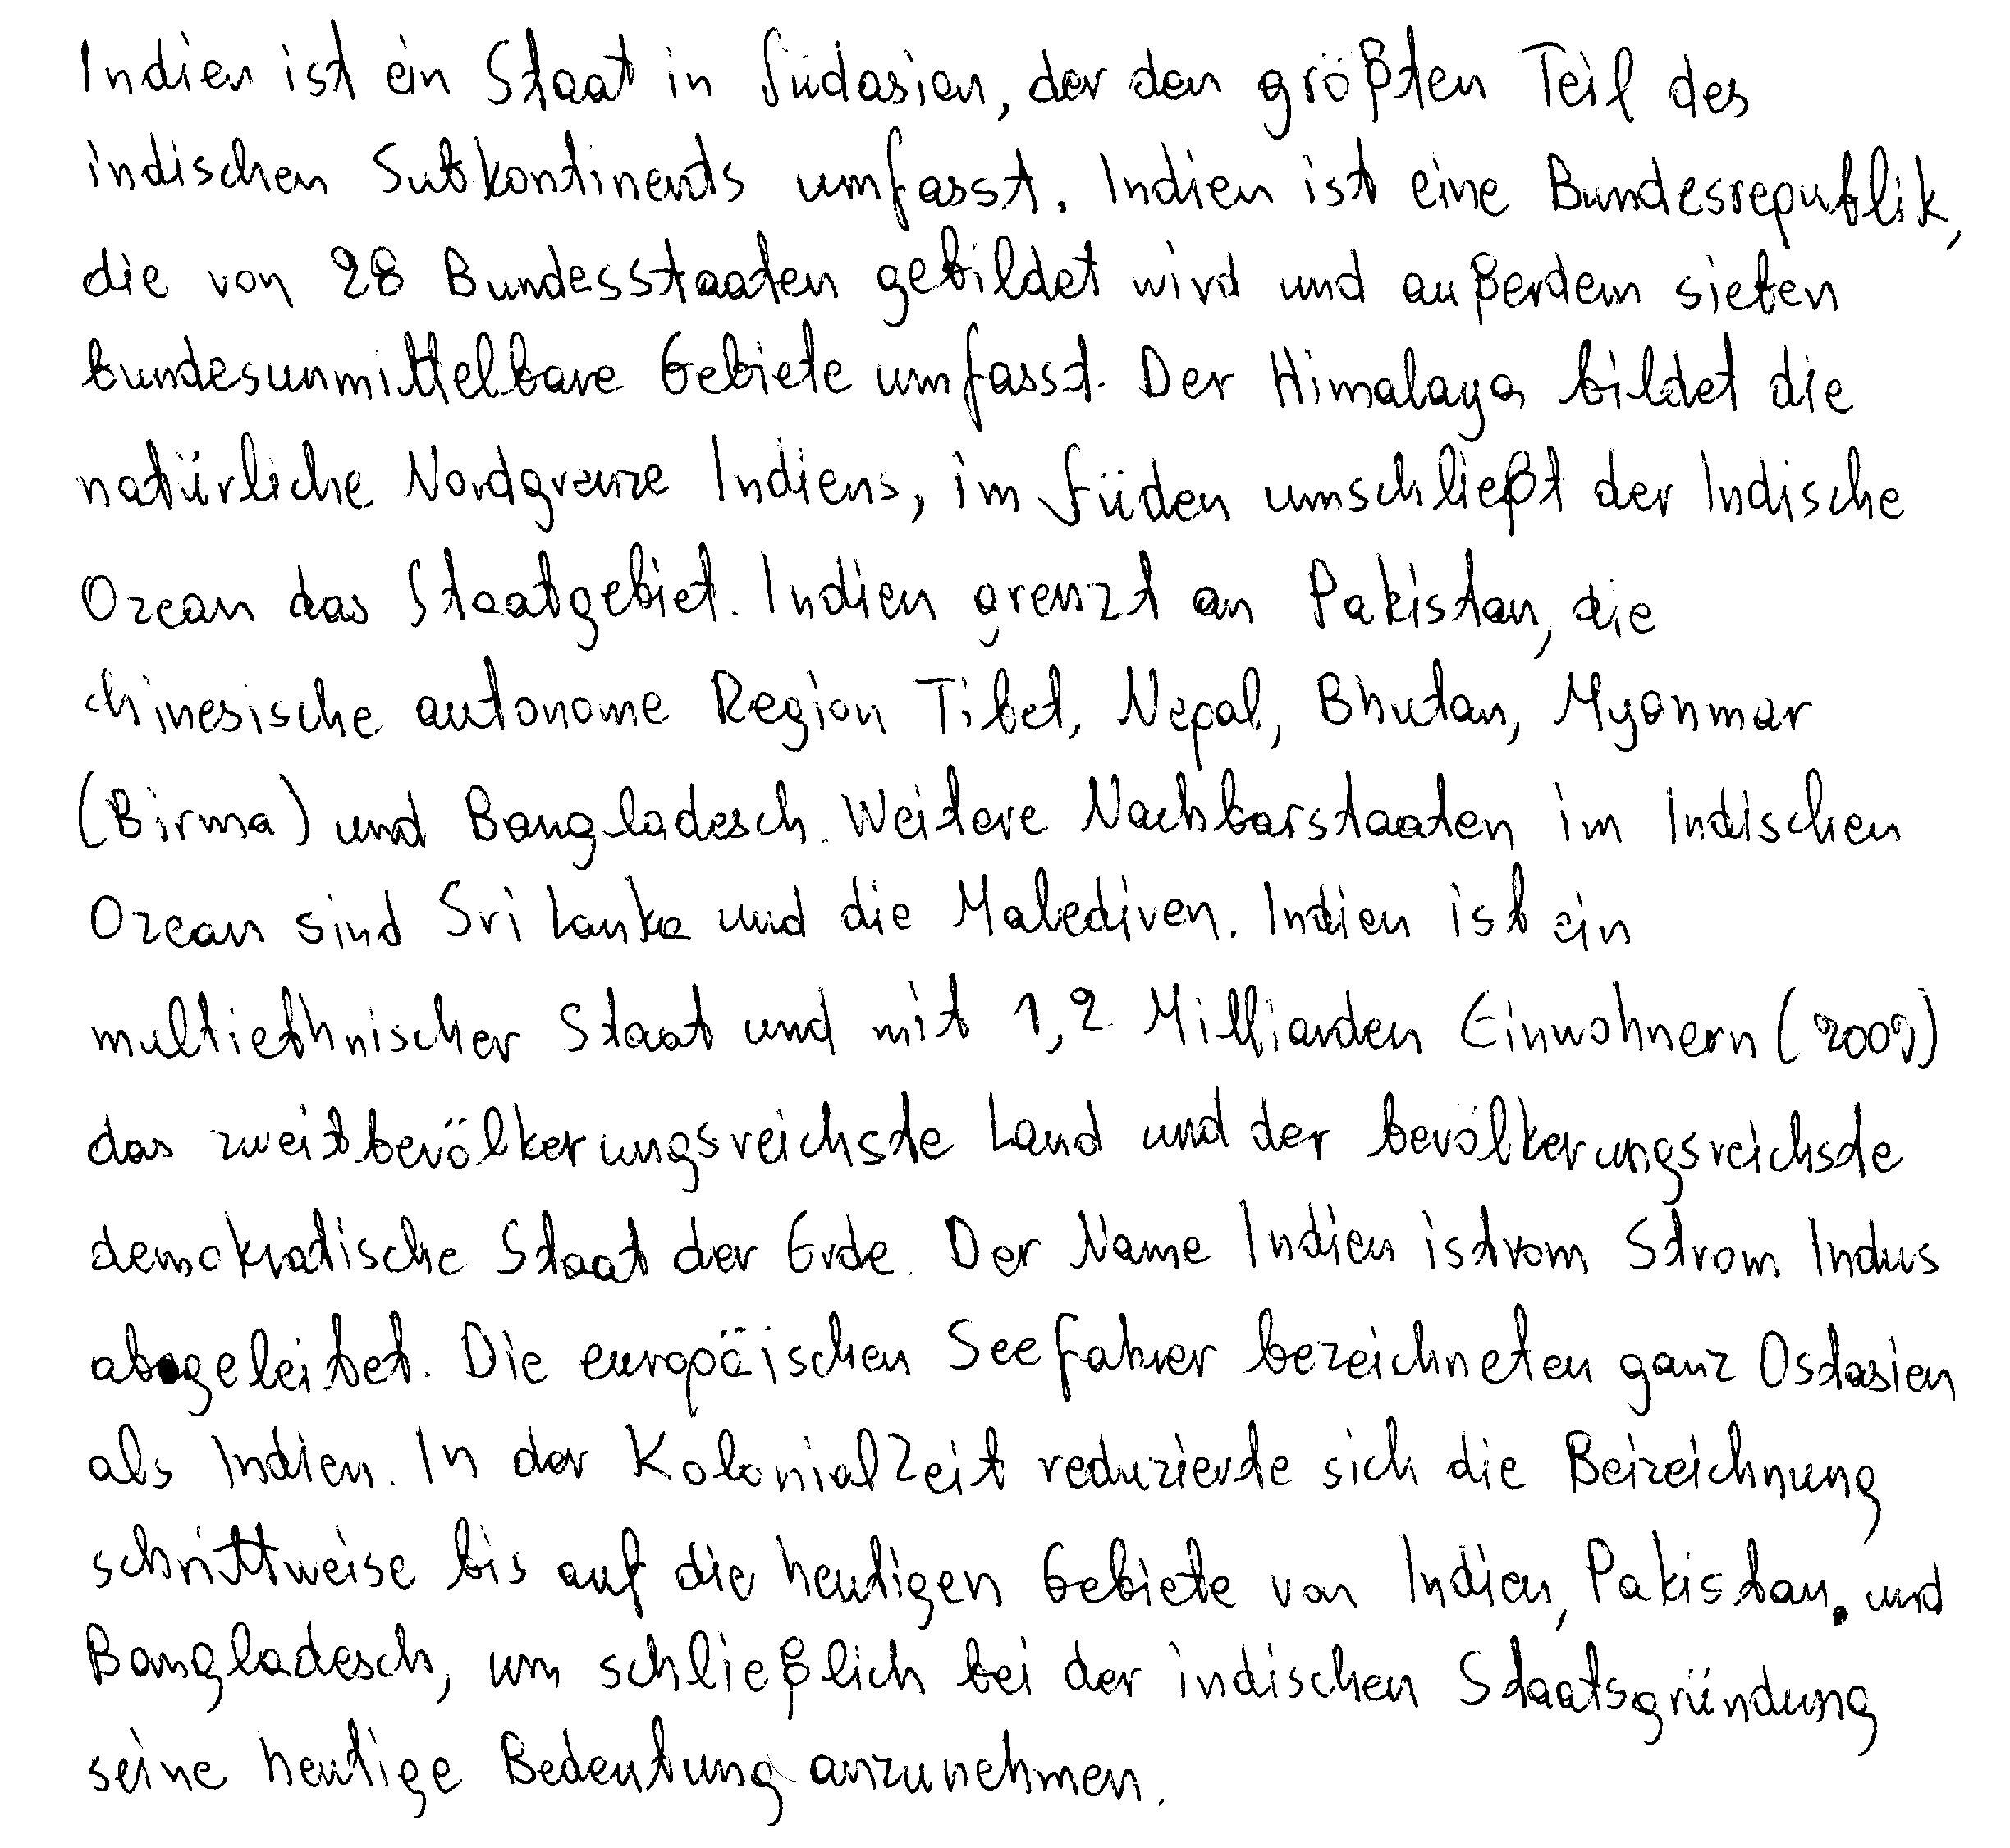 Indien ist ein Staat in Südasien, der den größten Teil des
indischen Subkontinents umfasst. Indien ist eine Bundesrepublik,
die von 28 Bundesstaaten gebildet wird und außerdem sieben
bundesunmittelbare Gebiete umfasst. Der Himalaya bildet die
natürliche Nordgrenze Indiens, im Süden umschließt der Indische
Ozean das Staatgebiet. Indien grenzt an Pakistan, die
chinesische autonome Region Tibet, Nepal, Bhutan, Myanmar
(Birma) und Bangladesch. Weitere Nachbarstaaten im Indischen
Ozean sind Sri Lanka und die Malediven. Indien ist ein
multiethnischer Staat und mit 1,2 Milliarden Einwohnern (2009)
das zweitbevölkerungsreichste Land und der bevölkerungsreichste
demokratische Staat der Erde. Der Name Indien ist vom Strom Indus
abgeleitet. Die europäischen Seefahrer bezeichneten ganz Ostasien
als Indien. In der Kolonialzeit reduzierte sich die Beizeichnung
schrittweise bis auf die heutigen Gebiete von Indien, Pakistan. und
Bangladesch, um schließlich bei der indischen Staatsgründung
seine heutige Bedeutung anzunehmen.